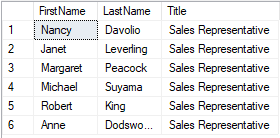 FirstName LastName Title
1 Nancy Davolio Sales Representative
2 Janet Leverling Sales Representative
3 Margaret Peacock Sales Representative
4 Michael Suyama Sales Representative
5 Robert King Sales Representative
6 Anne Dodswo... Sales Representative